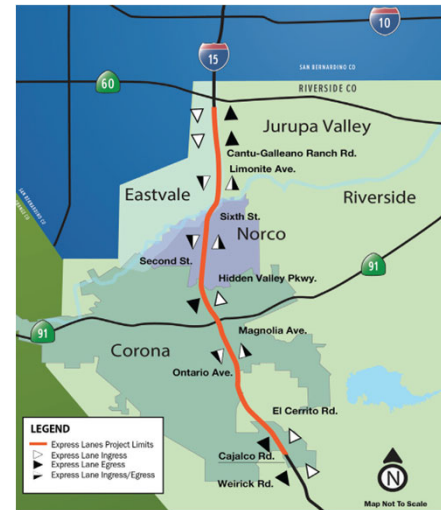 10
15
SAN BERNARDINO CO
RIVERSIDE CO
60
Jurupa Valley
Cantu-Galleano Ranch Rd.
Limonite Ave.
SAN BERNARDINO CO
Eastvale
Riverside
Sixth St.
Norco
Second St.
91
Hidden Valley Pkwy.
91
Magnolia Ave.
Corona
Ontario Ave.
El Cerrito Rd.
LEGEND
Express Lanes Project Limits
Express Lane Ingress
Express Lane Egress
Express Lane Ingress/Egress
Cajalco Rd.
Weirick Rd.
N
Map Not To Scale